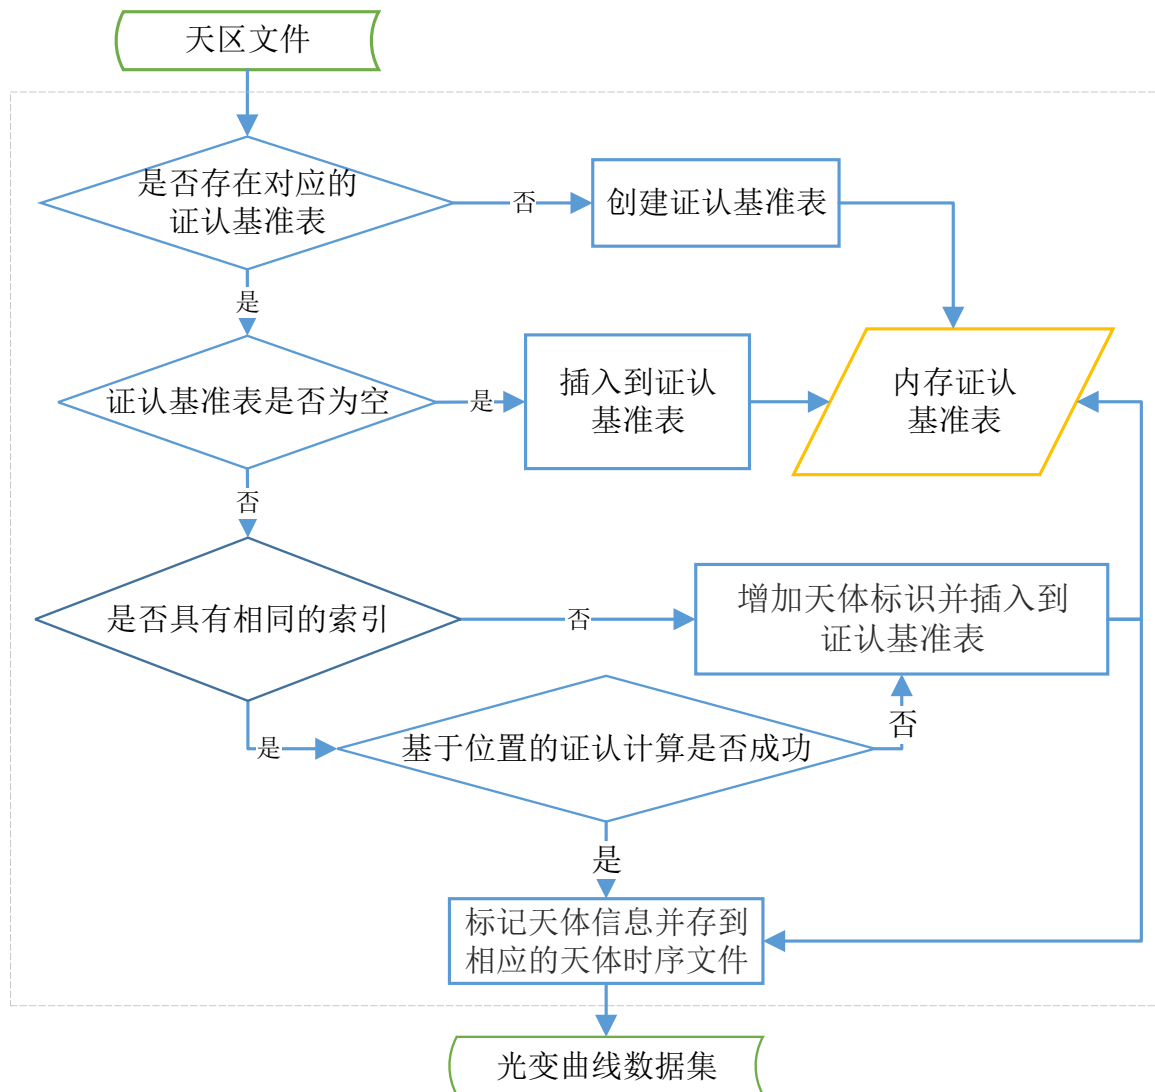 天区文件
是否存在对应的
证认基准表
否
创建证认基准表
是
证认基准表是否为空
是
插入到证认
基准表
内存证认
基准表
否
是否具有相同的索引
否
增加天体标识并插入到
证认基准表
是
基于位置的证认计算是否成功
否
是
标记天体信息并存到
相应的天体时序文件
光变曲线数据集